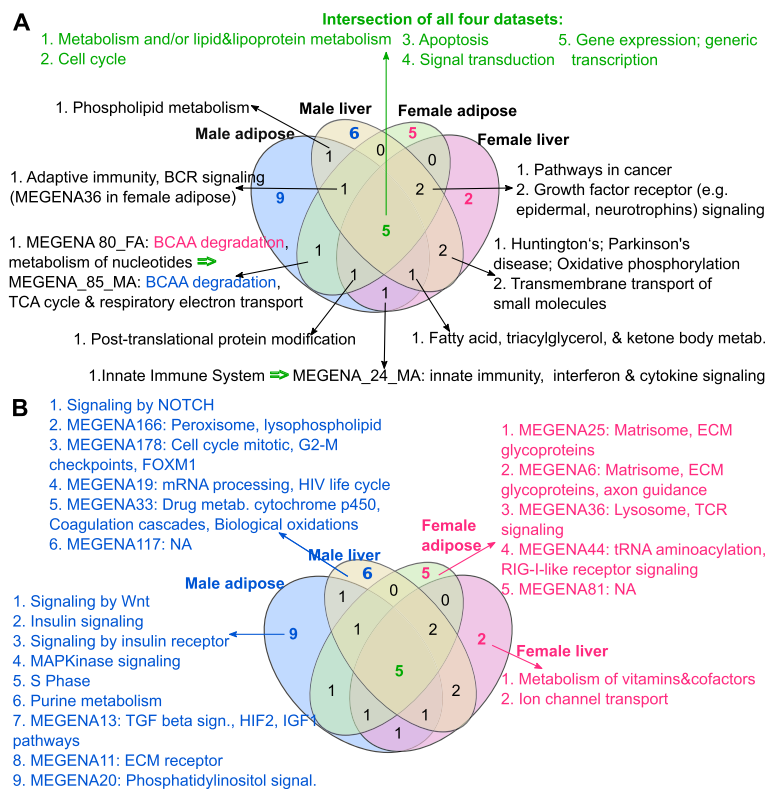 A
Intersection of all four datasets:
1. Metabolism and/or lipid&lipoprotein metabolism
2. Cell cycle
3. Apoptosis
4. Signal transduction
5. Gene expression; generic
transcription
1. Phospholipid metabolism
Male liver
Female adipose
Male adipose
Female liver
6
5
1
0
0
1. Adaptive immunity, BCR signaling
(MEGENA36 in female adipose)
9
1
2
2
1. Pathways in cancer
2. Growth factor receptor (e.g.
epidermal, neurotrophins) signaling
5
1. MEGENA 80_FA: BCAA degradation,
metabolism of nucleotides ⇒
MEGENA_85_MA: BCAA degradation,
TCA cycle & respiratory electron transport
1
2
1. Huntington's; Parkinson's
disease; Oxidative phosphorylation
2. Transmembrane transport of
small molecules
1
1
1
1. Post-translational protein modification
1. Fatty acid, triacylglycerol, & ketone body metab.
1.Innate Immune System ⇒ MEGENA_24_MA: innate immunity, interferon & cytokine signaling
B
1. Signaling by NOTCH
2. MEGENA166: Peroxisome, lysophospholipid
3. MEGENA178: Cell cycle mitotic, G2-M
checkpoints, FOXM1
4. MEGENA19: mRNA processing, HIV life cycle
5. MEGENA33: Drug metab. cytochrome p450,
Coagulation cascades, Biological oxidations
6. MEGENA117: NA
1. MEGENA25: Matrisome, ECM
glycoproteins
2. MEGENA6: Matrisome, ECM
glycoproteins, axon guidance
3. MEGENA36: Lysosome, TCR
signaling
4. MEGENA44: tRNA aminoacylation,
RIG-I-like receptor signaling
5. MEGENA81: NA
Female
adipose
Male liver
Male adipose
6
5
1
0
0
1. Signaling by Wnt
2. Insulin signaling
3. Signaling by insulin receptor
4. MAPKinase signaling
5. S Phase
6. Purine metabolism
7. MEGENA13: TGF beta sign., HIF2, IGF1
pathways
8. MEGENA11: ECM receptor
9. MEGENA20: Phosphatidylinositol signal.
9
1
2
2
5
1
2
1
1
1
Female liver
1. Metabolism of vitamins&cofactors
2. Ion channel transport